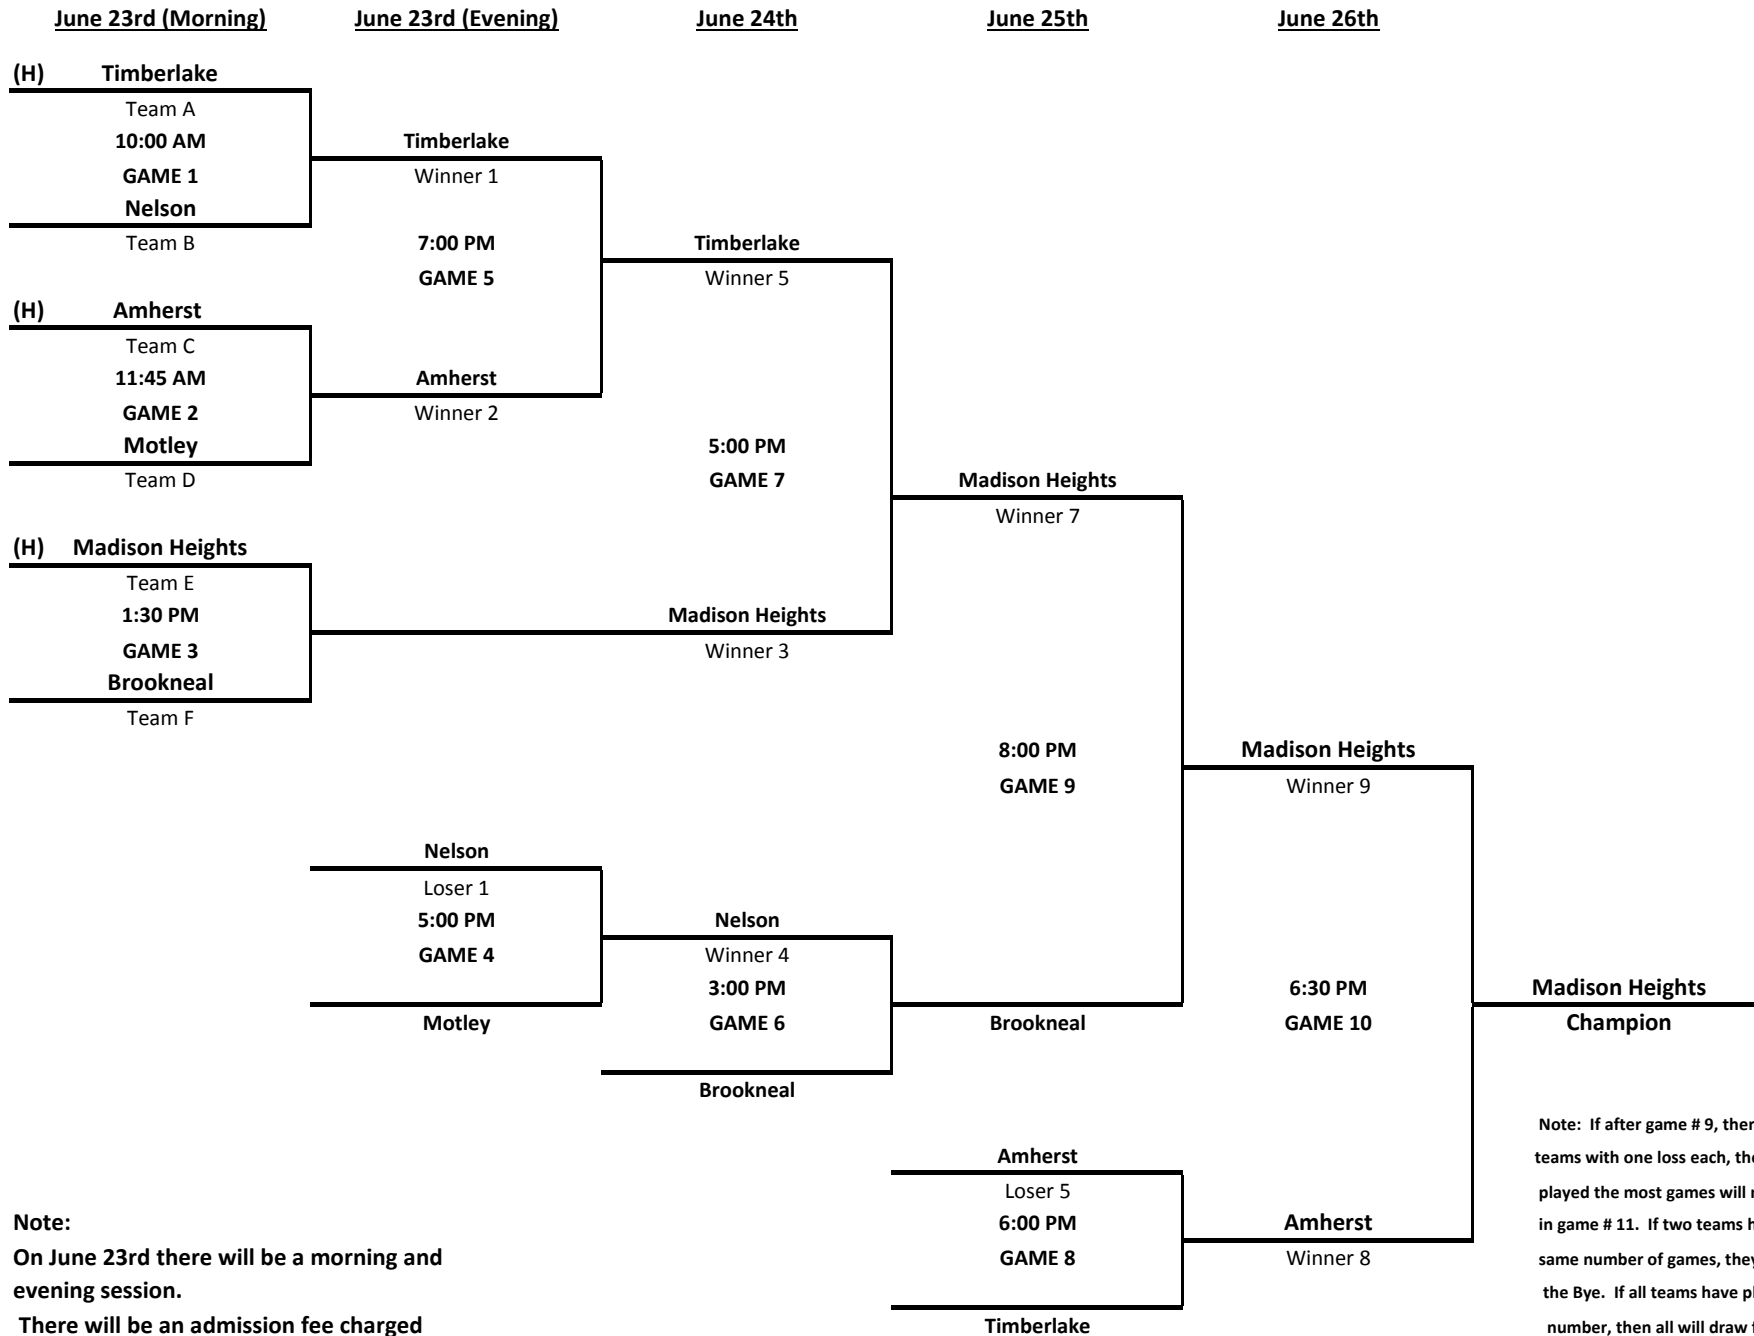 June 23rd (Morning) June 23rd (Evening) June 24th June 25th June 26th
(H) Timberlake
Team A
10:00 AM
GAME 1
Nelson
Team B
(H) Amherst
Team C
11:45 AM
GAME 2
Motley
Team D
(H) Madison Heights
Team E
1:30 PM
GAME 3
Brookneal
Team F
Timberlake
Winner 1
7:00 PM
GAME 5
Amherst
Winner 2
Nelson
Loser 1
5:00 PM
GAME 4
Motley
Timberlake
Winner 5
5:00 PM
GAME 7
Madison Heights
Winner 3
Nelson
Winner 4
3:00 PM
GAME 6
Brookneal
Madison Heights
Winner 7
8:00 PM
GAME 9
Brookneal
Amherst
Loser 5
6:00 PM
GAME 8
Timberlake
Madison Heights
Winner 9
6:30 PM
GAME 10
Amherst
Winner 8
Madison Heights
Champion
Note:
On June 23rd there will be a morning and
evening session.
There will be an admission fee charged
Note: If after game # 9,
teams with one loss each,
played the most games will
in game # 11. If two teams
same number of games,
the Bye. If all teams have
number, then all will draw